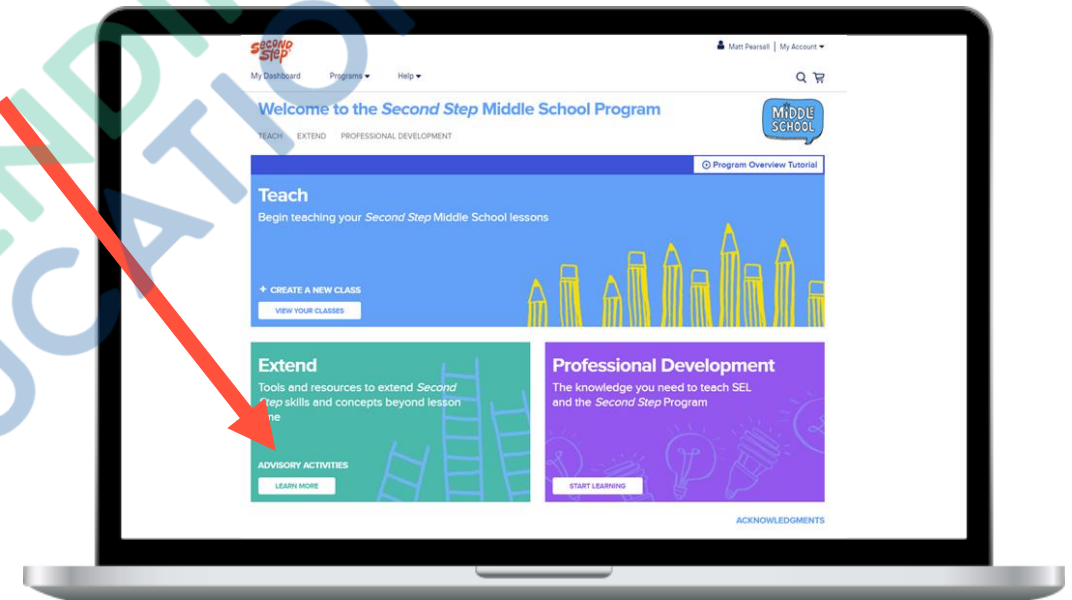 SECOND
STEP
Matt Pearsall | My Account
My Dashboard Programs Help
Welcome to the Second Step Middle School Program
MIDDLE
SCHOOL
TEACH EXTEND PROFESSIONAL DEVELOPMENT
Program Overview Tutorial
Teach
Begin teaching your Second Step Middle School lessons
+ CREATE A NEW CLASS
VIEW YOUR CLASSES
Extend
Tools and resources to extend Second
Step skills and concepts beyond lesson
ADVISORY ACTIVITIES
LEARN MORE
Professional Development
The knowledge you need to teach SEL
and the Second Step Program
START LEARNING
ACKNOWLEDGMENTS